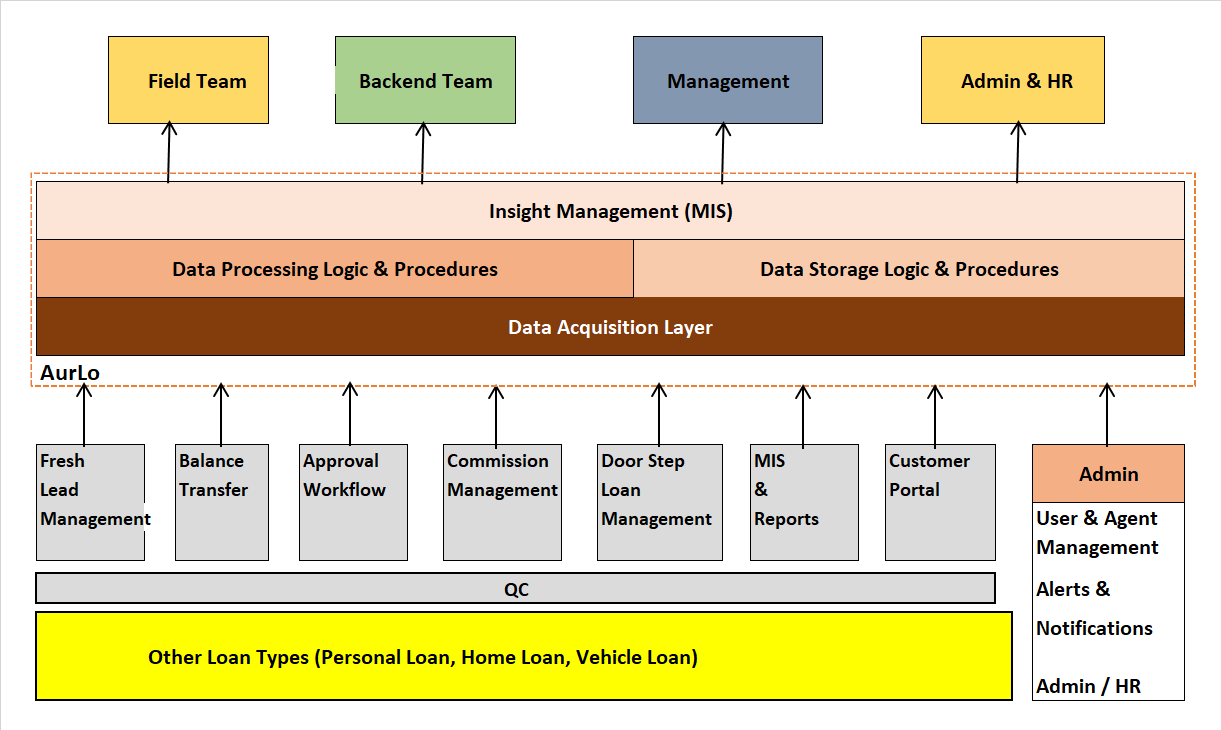 Field Team
Backend Team
Management
Admin & HR
Insight Management (MIS)
Data Processing Logic & Procedures
Data Storage Logic & Procedures
Data Acquisition Layer
AurLo
Fresh
Lead
Management
Balance
Transfer
Approval
Workflow
Commission
Management
Door Step
Loan
Management
MIS
&
Reports
Customer
Portal
Admin
User & Agent
Management
Alerts &
Notifications
Admin / HR
QC
Other Loan Types (Personal Loan, Home Loan, Vehicle Loan)